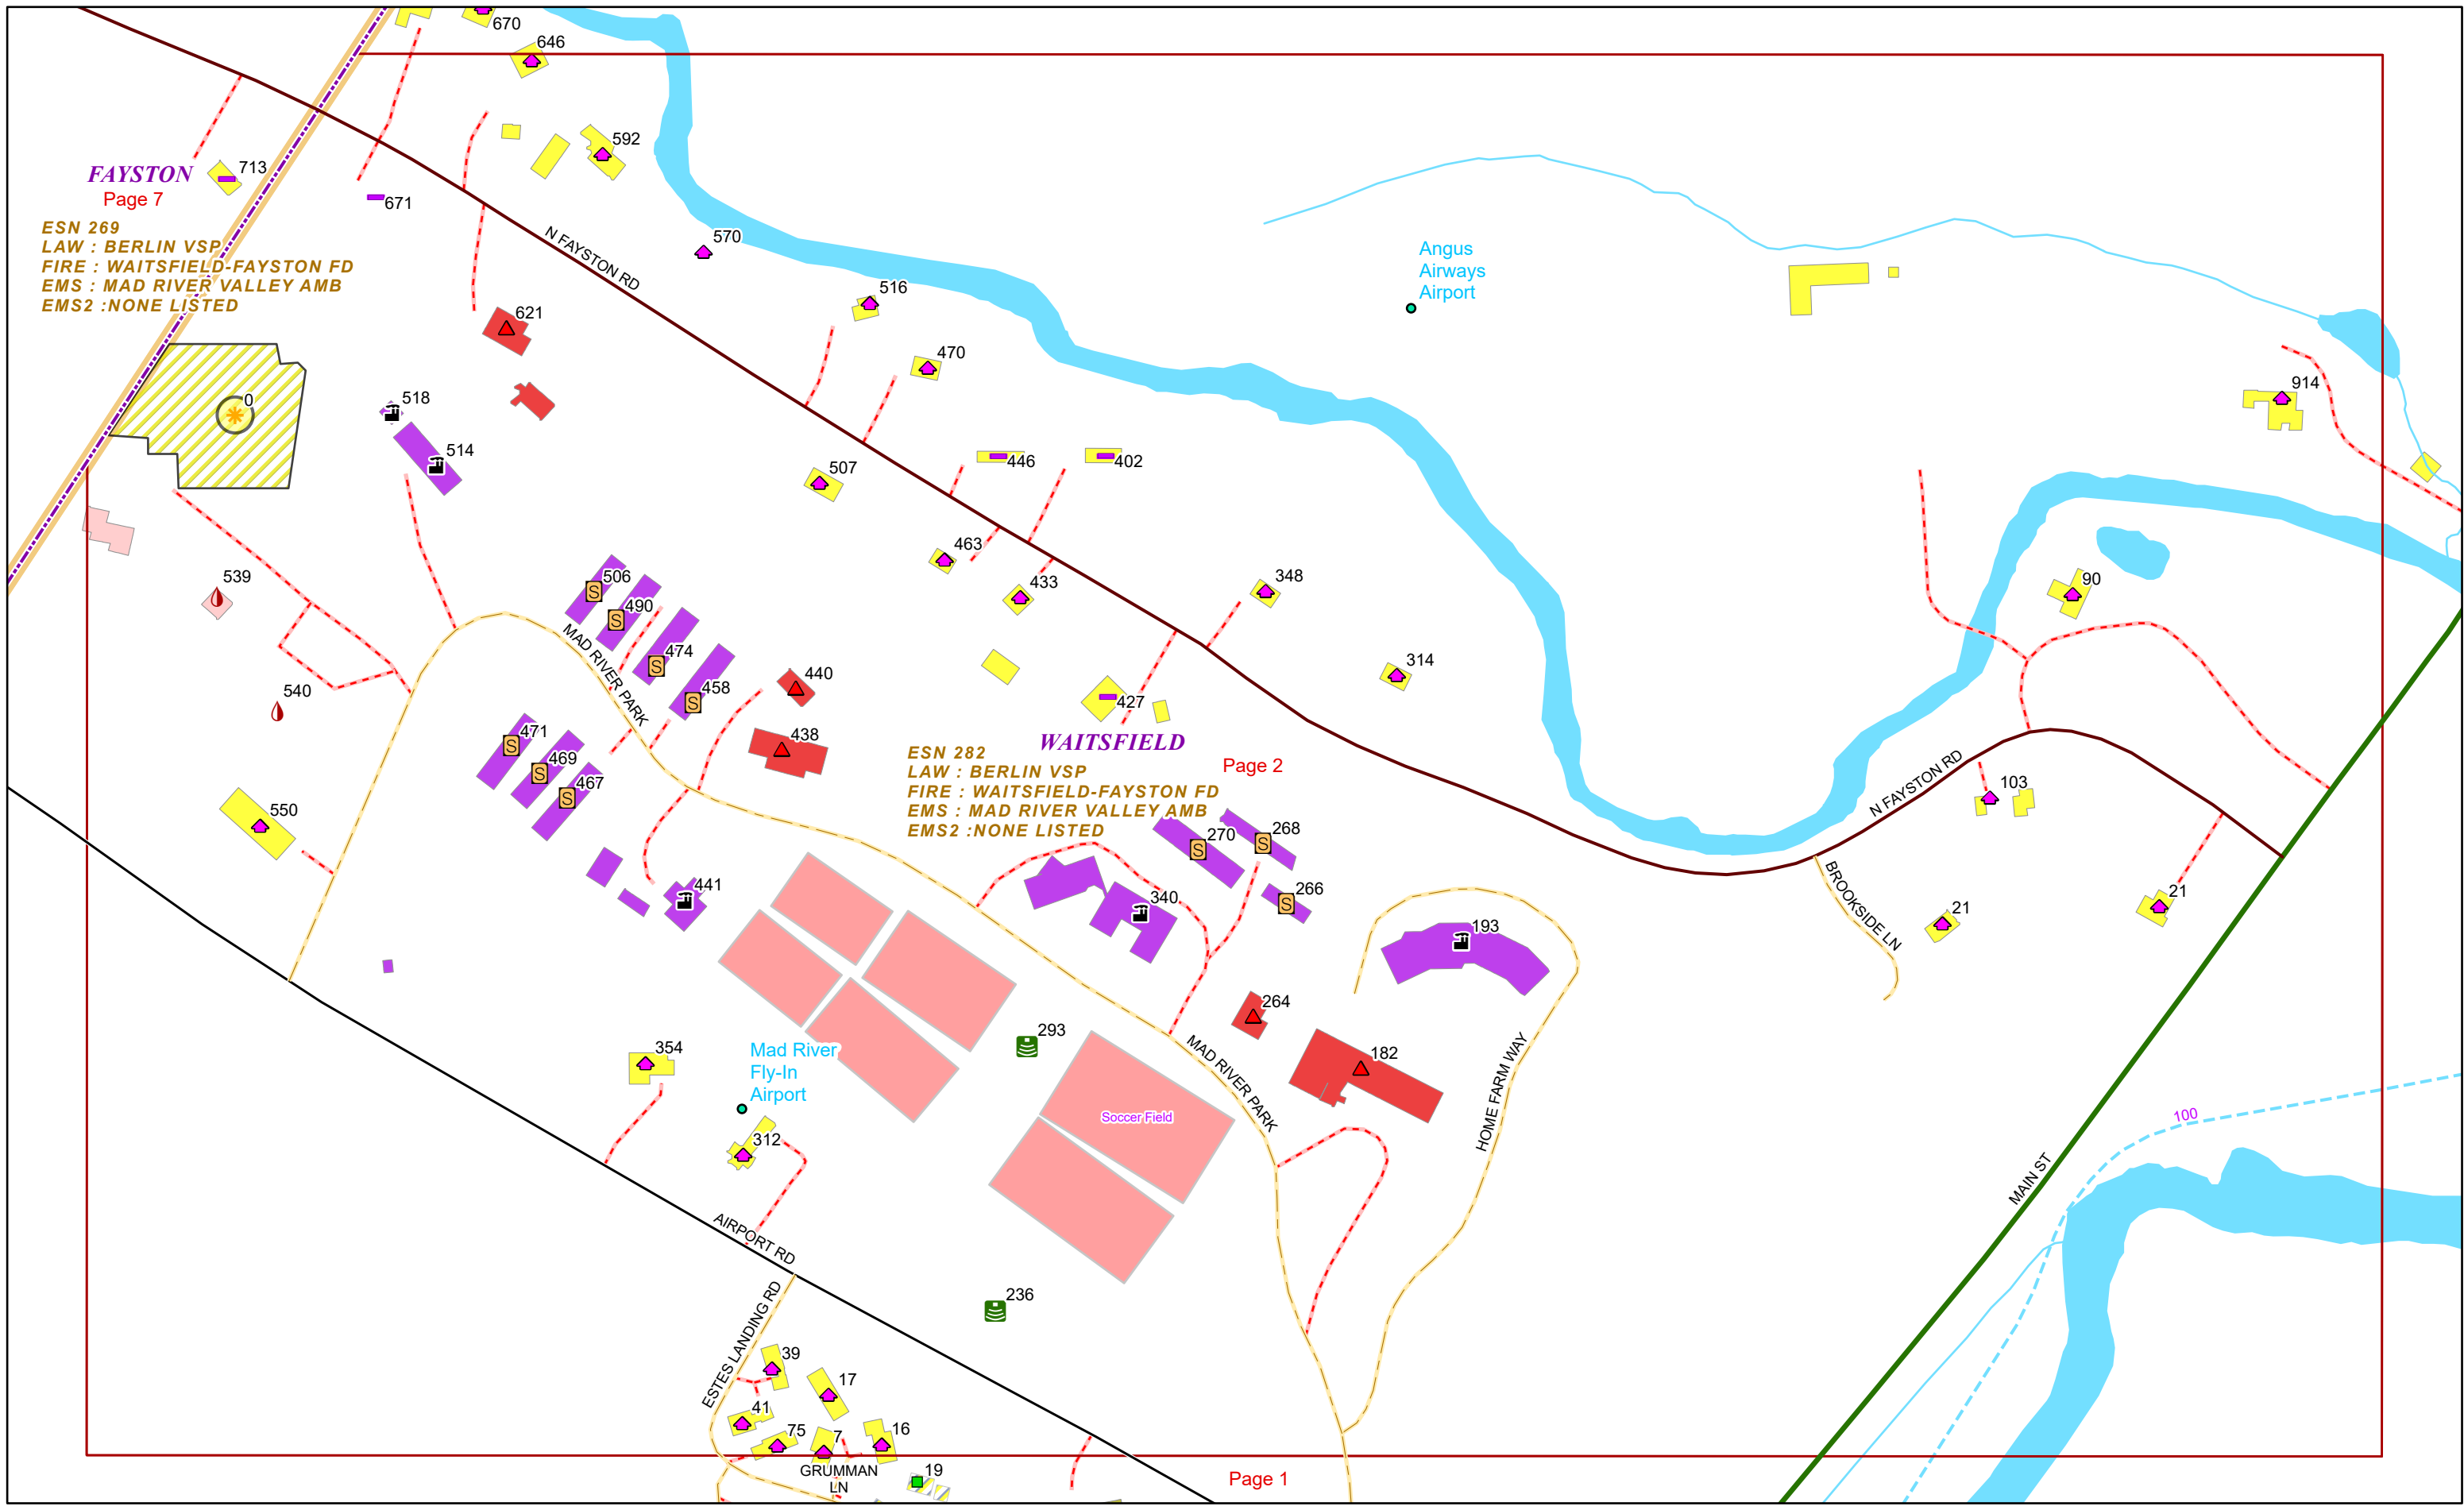 670
646
592
713
FAYSTON
Page 7
671
ESN 269
LAW : BERLIN VSP
FIRE : WAITSFIELD-FAYSTON FD
EMS : MAD RIVER VALLEY AMB
EMS2 :NONE LISTED
N FAYSTON RD
570
Angus
Airways
Airport
516
621
470
914
0
518
514
507
446
402
463
433
348
539
506
490
90
MAD RIVER PARK
474
458
440
314
540
427
471
438
469
467
WAITSFIELD
Page 2
ESN 282
LAW : BERLIN VSP
FIRE : WAITSFIELD-FAYSTON FD
EMS : MAD RIVER VALLEY AMB
EMS2 :NONE LISTED
N FAYSTON RD
103
550
270
268
441
340
266
193
BROOKSIDE LN
21
21
264
293
MAD RIVER PARK
182
HOME FARM WAY
354
Mad River
Fly-In
Airport
Soccer Field
100
312
MAIN ST
AIRPORT RD
236
ESTES LANDING RD
39
17
41
75
7
16
GRUMMAN
LN
19
Page 1
S
S
S
S
S
S
S
S
S
S